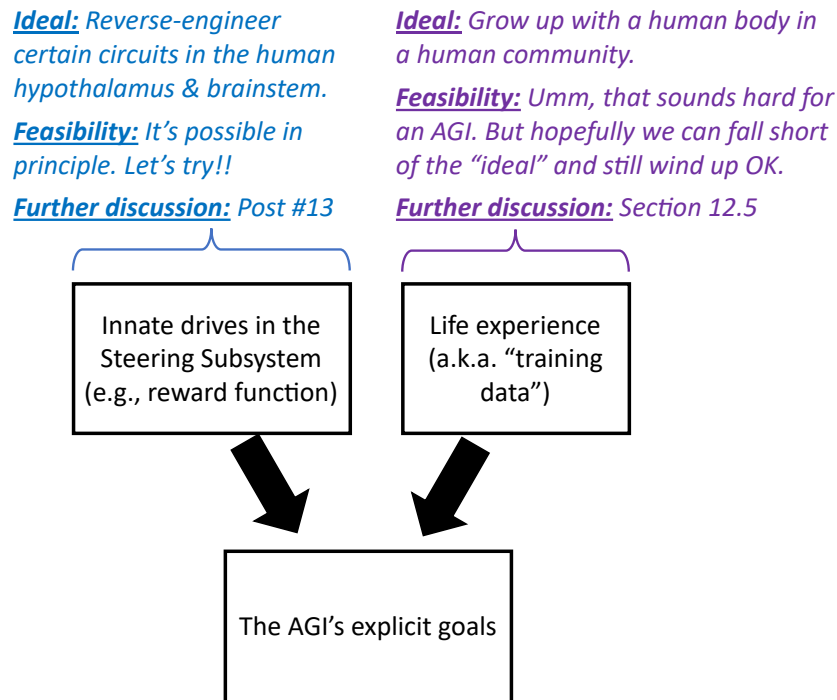 Ideal: Reverse-engineer
certain circuits in the human
hypothalamus & brainstem.
Feasibility: It’s possible in
principle. Let’s try!!
Further discussion: Post #13
Ideal: Grow up with a human body in
a human community.
Feasibility: Umm, that sounds hard for
an AGI. But hopefully we can fall short
of the “ideal” and still wind up OK.
Further discussion: Section 12.5
Innate drives in the
Steering Subsystem
(e.g., reward function)
Life experience
(a.k.a. “training
data”)
The AGI’s explicit goals